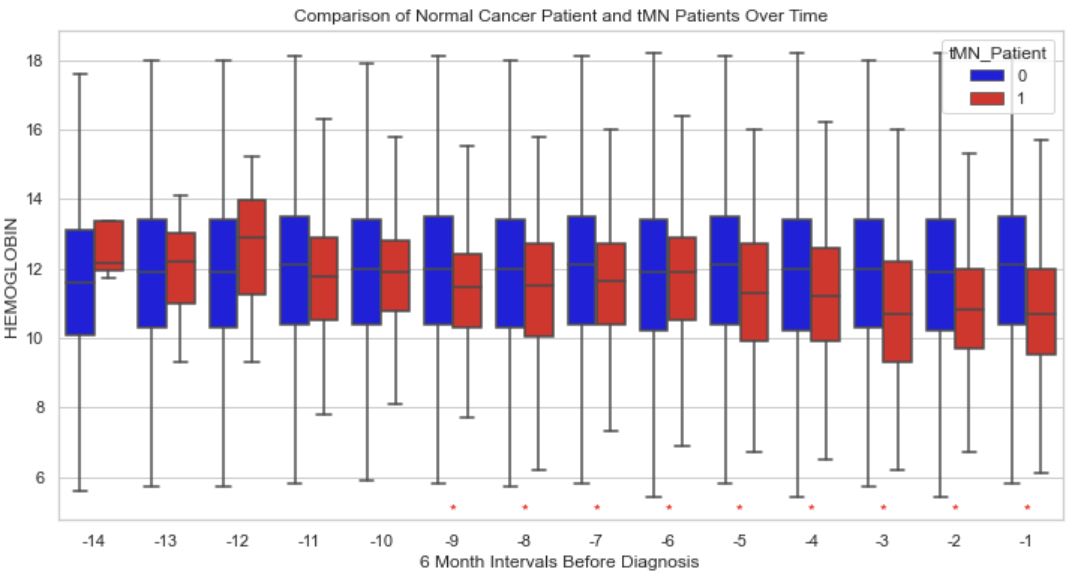 Comparison of Normal Cancer Patient and tMN Patients Over Time
tMN_Patient
0
1
HEMOGLOBIN
18
16
14
12
10
8
6
* * * * * * * * *
-14 -13 -12 -11 -10 -9 -8 -7 -6 -5 -4 -3 -2 -1
6 Month Intervals Before Diagnosis